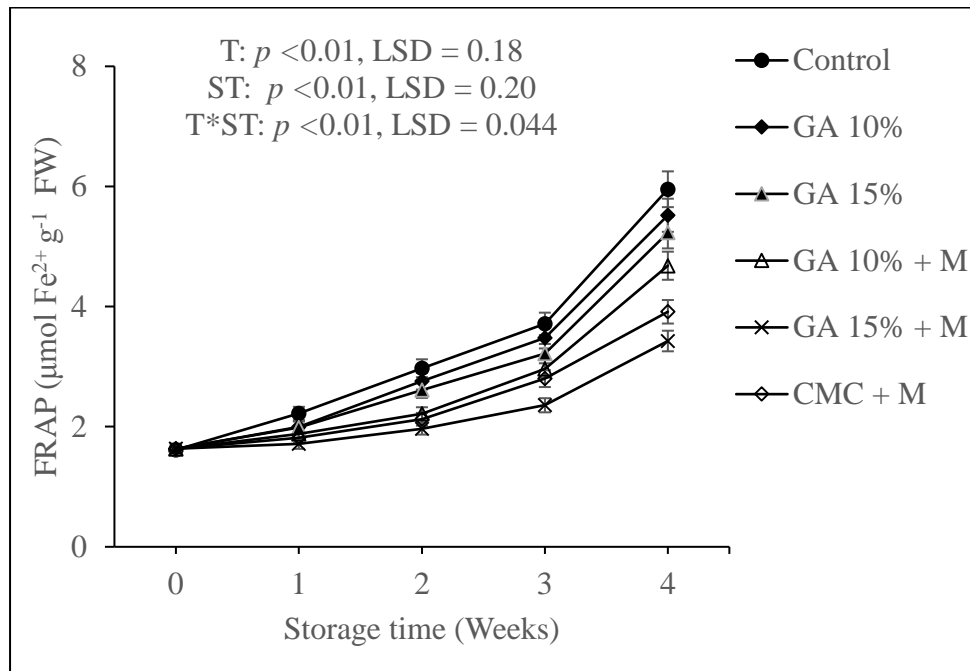 T: p <0.01, LSD = 0.18
ST: p <0.01, LSD = 0.20
T*ST: p <0.01, LSD = 0.044
FRAP (µmol Fe²⁺ g⁻¹ FW)
8
6
4
2
0
0 1 2 3 4
Storage time (Weeks)
Control
GA 10%
GA 15%
GA 10% + M
GA 15% + M
CMC + M